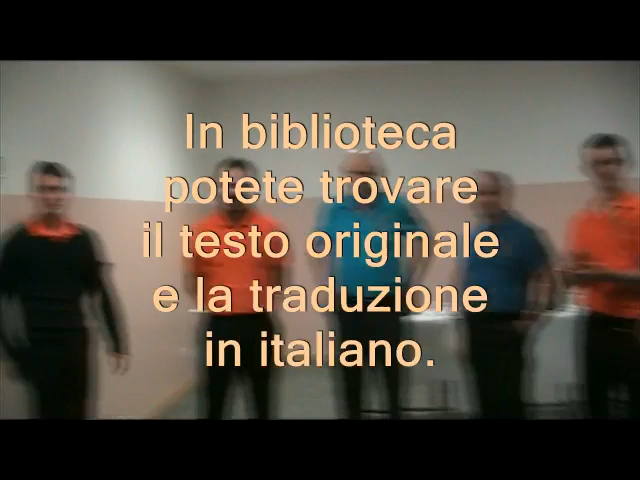 In biblioteca
potete trovare
il testo originale
e la traduzione
in italiano.